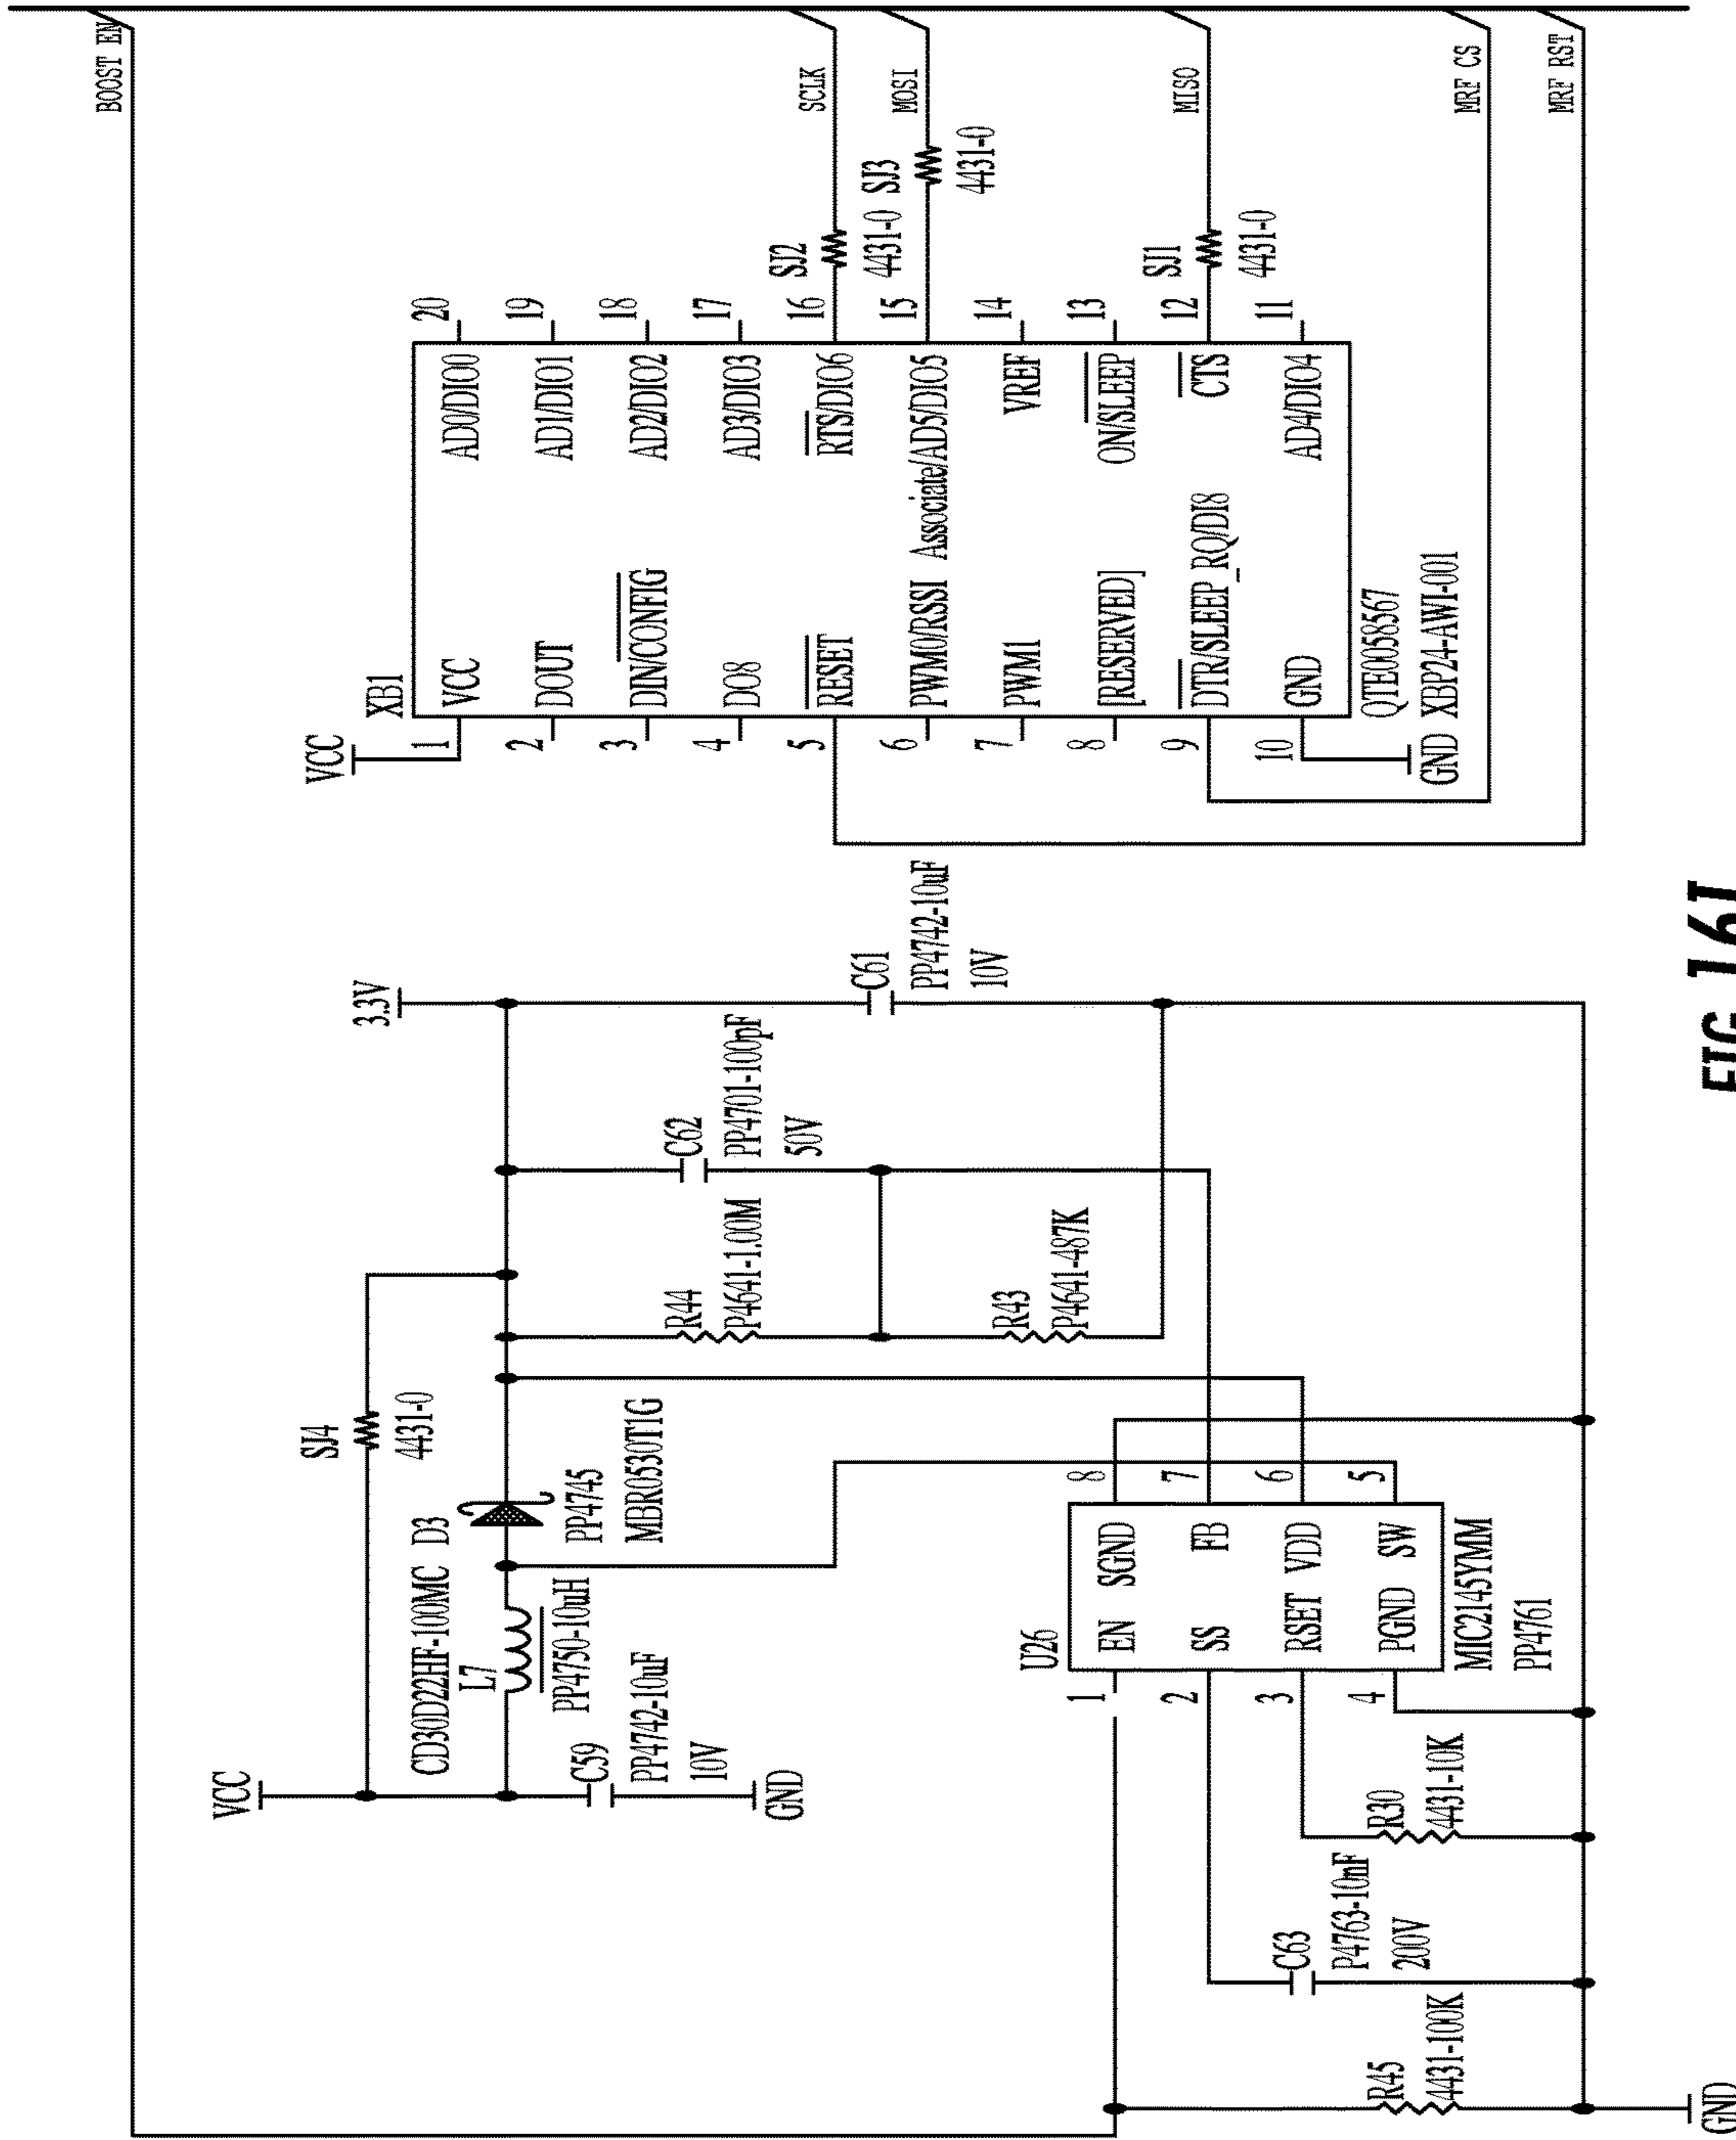 BOOST EN
VCC
SJ4
4431-0
3.3V
CD30D22HF-100MC
L7
PP4750-10uH
D3
PP4745
MBR0530T1G
C59
PP4742-10uF
10V
GND
R44
P4641-1.00M
C62
PP4701-100pF
50V
C61
PP4742-10uF
10V
R43
P4641-487K
U26
1 EN SGND 8
2 SS FB 7
3 RSET VDD 6
4 PGND SW 5
MIC2145YMM
PP4761
C63
P4763-10nF
200V
R30
4431-10K
R45
4431-100K
GND
VCC
XB1
1 VCC AD0/DIO0 20
2 DOUT AD1/DIO1 19
3 DIN/CONFIG AD2/DIO2 18
4 DO8 AD3/DIO3 17
5 RESET RTS/DIO6 16
6 PWM0/RSSI Associate/AD5/DIO5 15
7 PWM1 VREF 14
8 [RESERVED] ON/SLEEP 13
9 DTR/SLEEP_RQ/DI8 CTS 12
10 GND AD4/DIO4 11
QTE0058567
GND XBP24-AWI-001
SJ2
4431-0
SCLK
SJ3
4431-0
MOSI
SJ1
4431-0
MISO
MRF CS
MRF RST
FIG. 16I